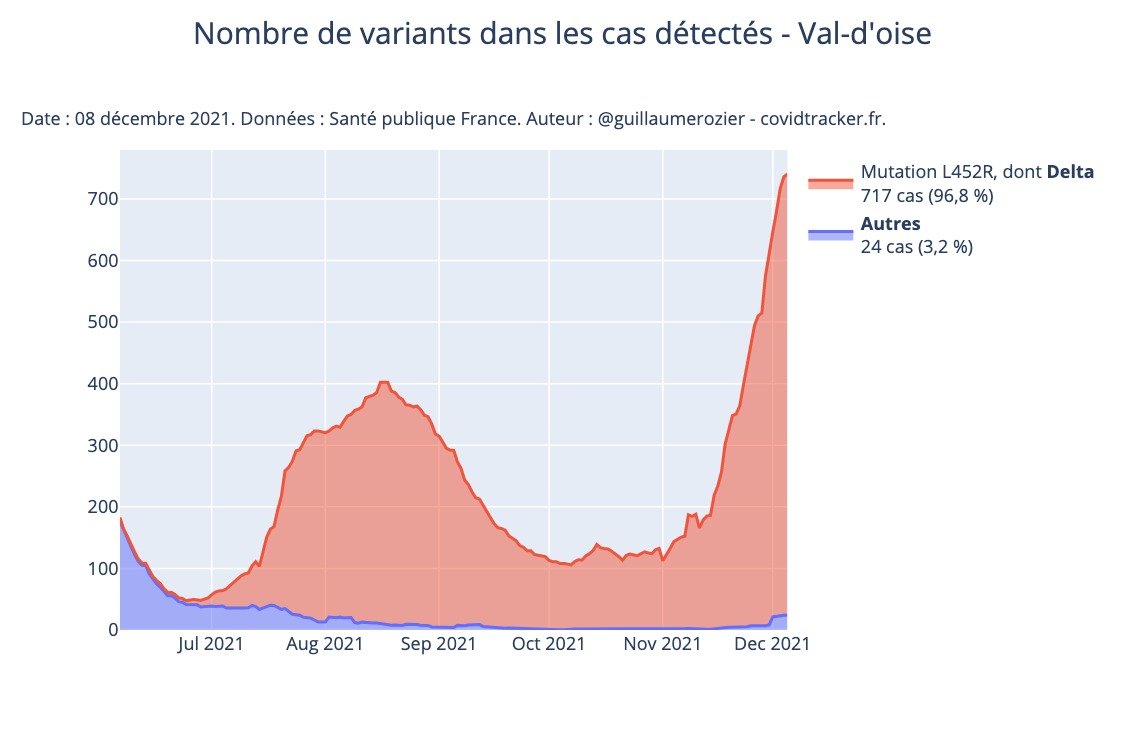 Nombre de variants dans les cas détectés - Val-d'oise
Date : 08 décembre 2021. Données : Santé publique France. Auteur : @guillaumerozier - covidtracker.fr.
Mutation L452R, dont Delta
717 cas (96,8 %)
Autres
24 cas (3,2 %)
700
600
500
400
300
200
100
0
Jul 2021
Aug 2021
Sep 2021
Oct 2021
Nov 2021
Dec 2021